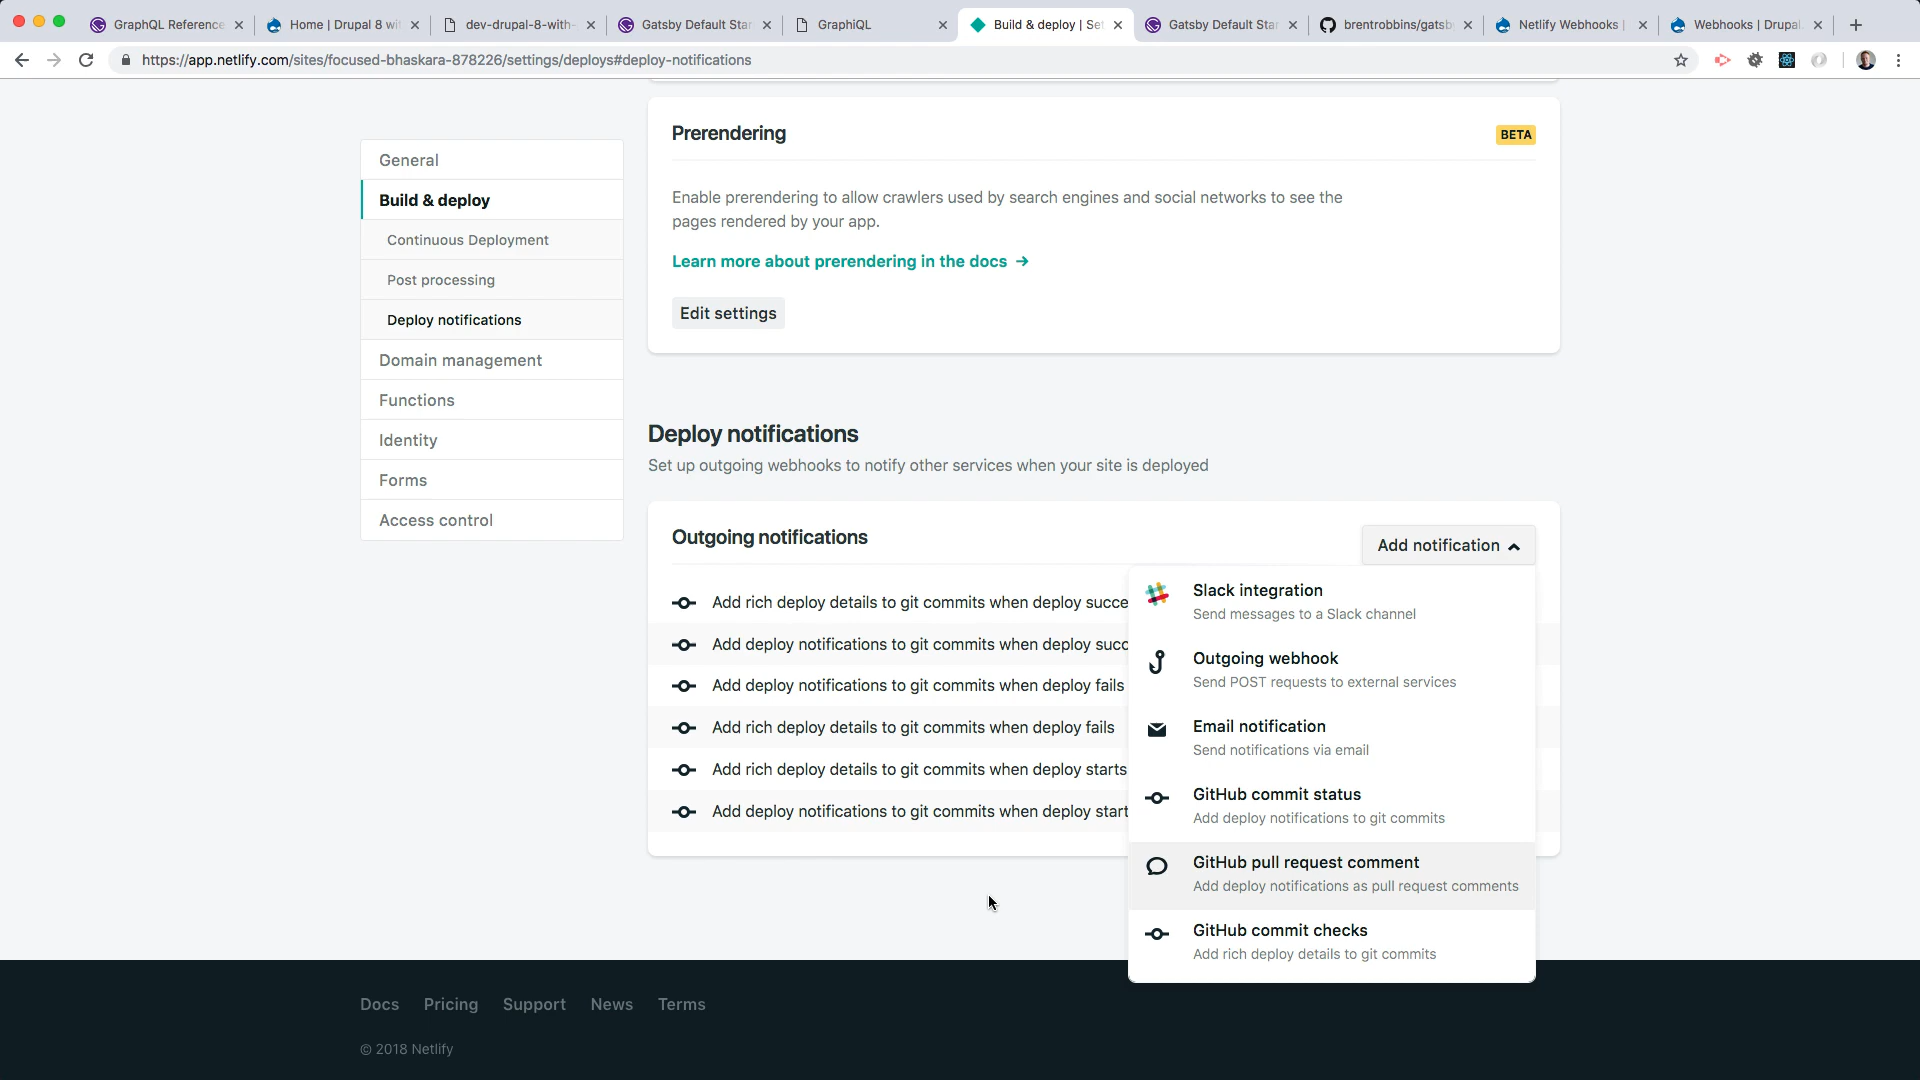 GraphQL Reference
Home | Drupal 8 wi
dev-drupal-8-with-
Gatsby Default Star
GraphiQL
Build & deploy | Se
Gatsby Default Star
brentrobbins/gatsb
Netlify Webhooks |
Webhooks | Drupal.
https://app.netlify.com/sites/focused-bhaskara-878226/settings/deploys#deploy-notifications
General
Build & deploy
Continuous Deployment
Post processing
Deploy notifications
Domain management
Functions
Identity
Forms
Access control
Prerendering
BETA
Enable prerendering to allow crawlers used by search engines and social networks to see the
pages rendered by your app.
Learn more about prerendering in the docs →
Edit settings
Deploy notifications
Set up outgoing webhooks to notify other services when your site is deployed
Outgoing notifications
Add notification
Add rich deploy details to git commits when deploy succe
Add deploy notifications to git commits when deploy succ
Add deploy notifications to git commits when deploy fails
Add rich deploy details to git commits when deploy fails
Add rich deploy details to git commits when deploy starts
Add deploy notifications to git commits when deploy start
Slack integration
Send messages to a Slack channel
Outgoing webhook
Send POST requests to external services
Email notification
Send notifications via email
GitHub commit status
Add deploy notifications to git commits
GitHub pull request comment
Add deploy notifications as pull request comments
GitHub commit checks
Add rich deploy details to git commits
Docs Pricing Support News Terms
© 2018 Netlify